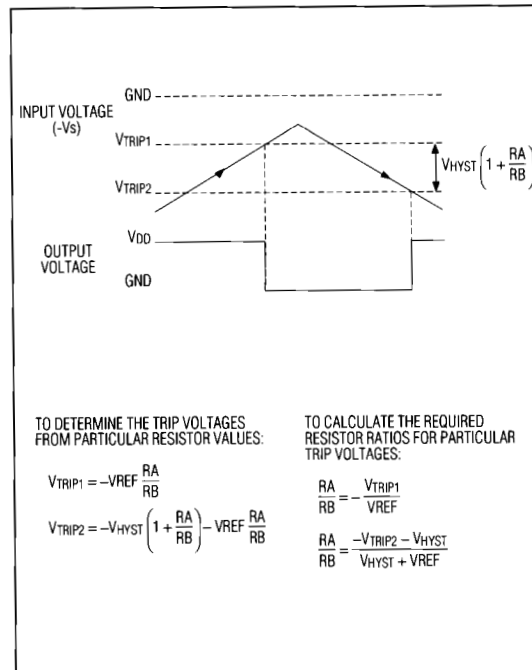 GND
INPUT VOLTAGE
(-Vs)
VTRIP1
VHYST(1 + RA/RB)
VTRIP2
VDD
OUTPUT
VOLTAGE
GND
TO DETERMINE THE TRIP VOLTAGES
FROM PARTICULAR RESISTOR VALUES:
VTRIP1 = -VREF RA/RB
VTRIP2 = -VHYST(1 + RA/RB) - VREF RA/RB
TO CALCULATE THE REQUIRED
RESISTOR RATIOS FOR PARTICULAR
TRIP VOLTAGES:
RA/RB = - VTRIP1/VREF
RA/RB = -VTRIP2 - VHYST/VHYST + VREF